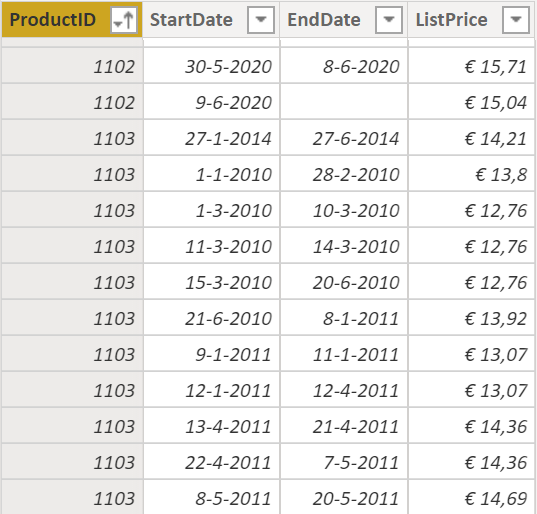 ProductID StartDate EndDate ListPrice
1102 30-5-2020 8-6-2020 € 15,71
1102 9-6-2020 € 15,04
1103 27-1-2014 27-6-2014 € 14,21
1103 1-1-2010 28-2-2010 € 13,8
1103 1-3-2010 10-3-2010 € 12,76
1103 11-3-2010 14-3-2010 € 12,76
1103 15-3-2010 20-6-2010 € 12,76
1103 21-6-2010 8-1-2011 € 13,92
1103 9-1-2011 11-1-2011 € 13,07
1103 12-1-2011 12-4-2011 € 13,07
1103 13-4-2011 21-4-2011 € 14,36
1103 22-4-2011 7-5-2011 € 14,36
1103 8-5-2011 20-5-2011 € 14,69